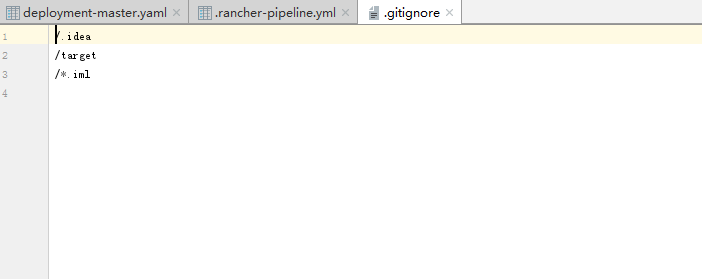 deployment-master.yaml .rancher-pipeline.yml .gitignore
1 /.idea
2 /target
3 /*.iml
4